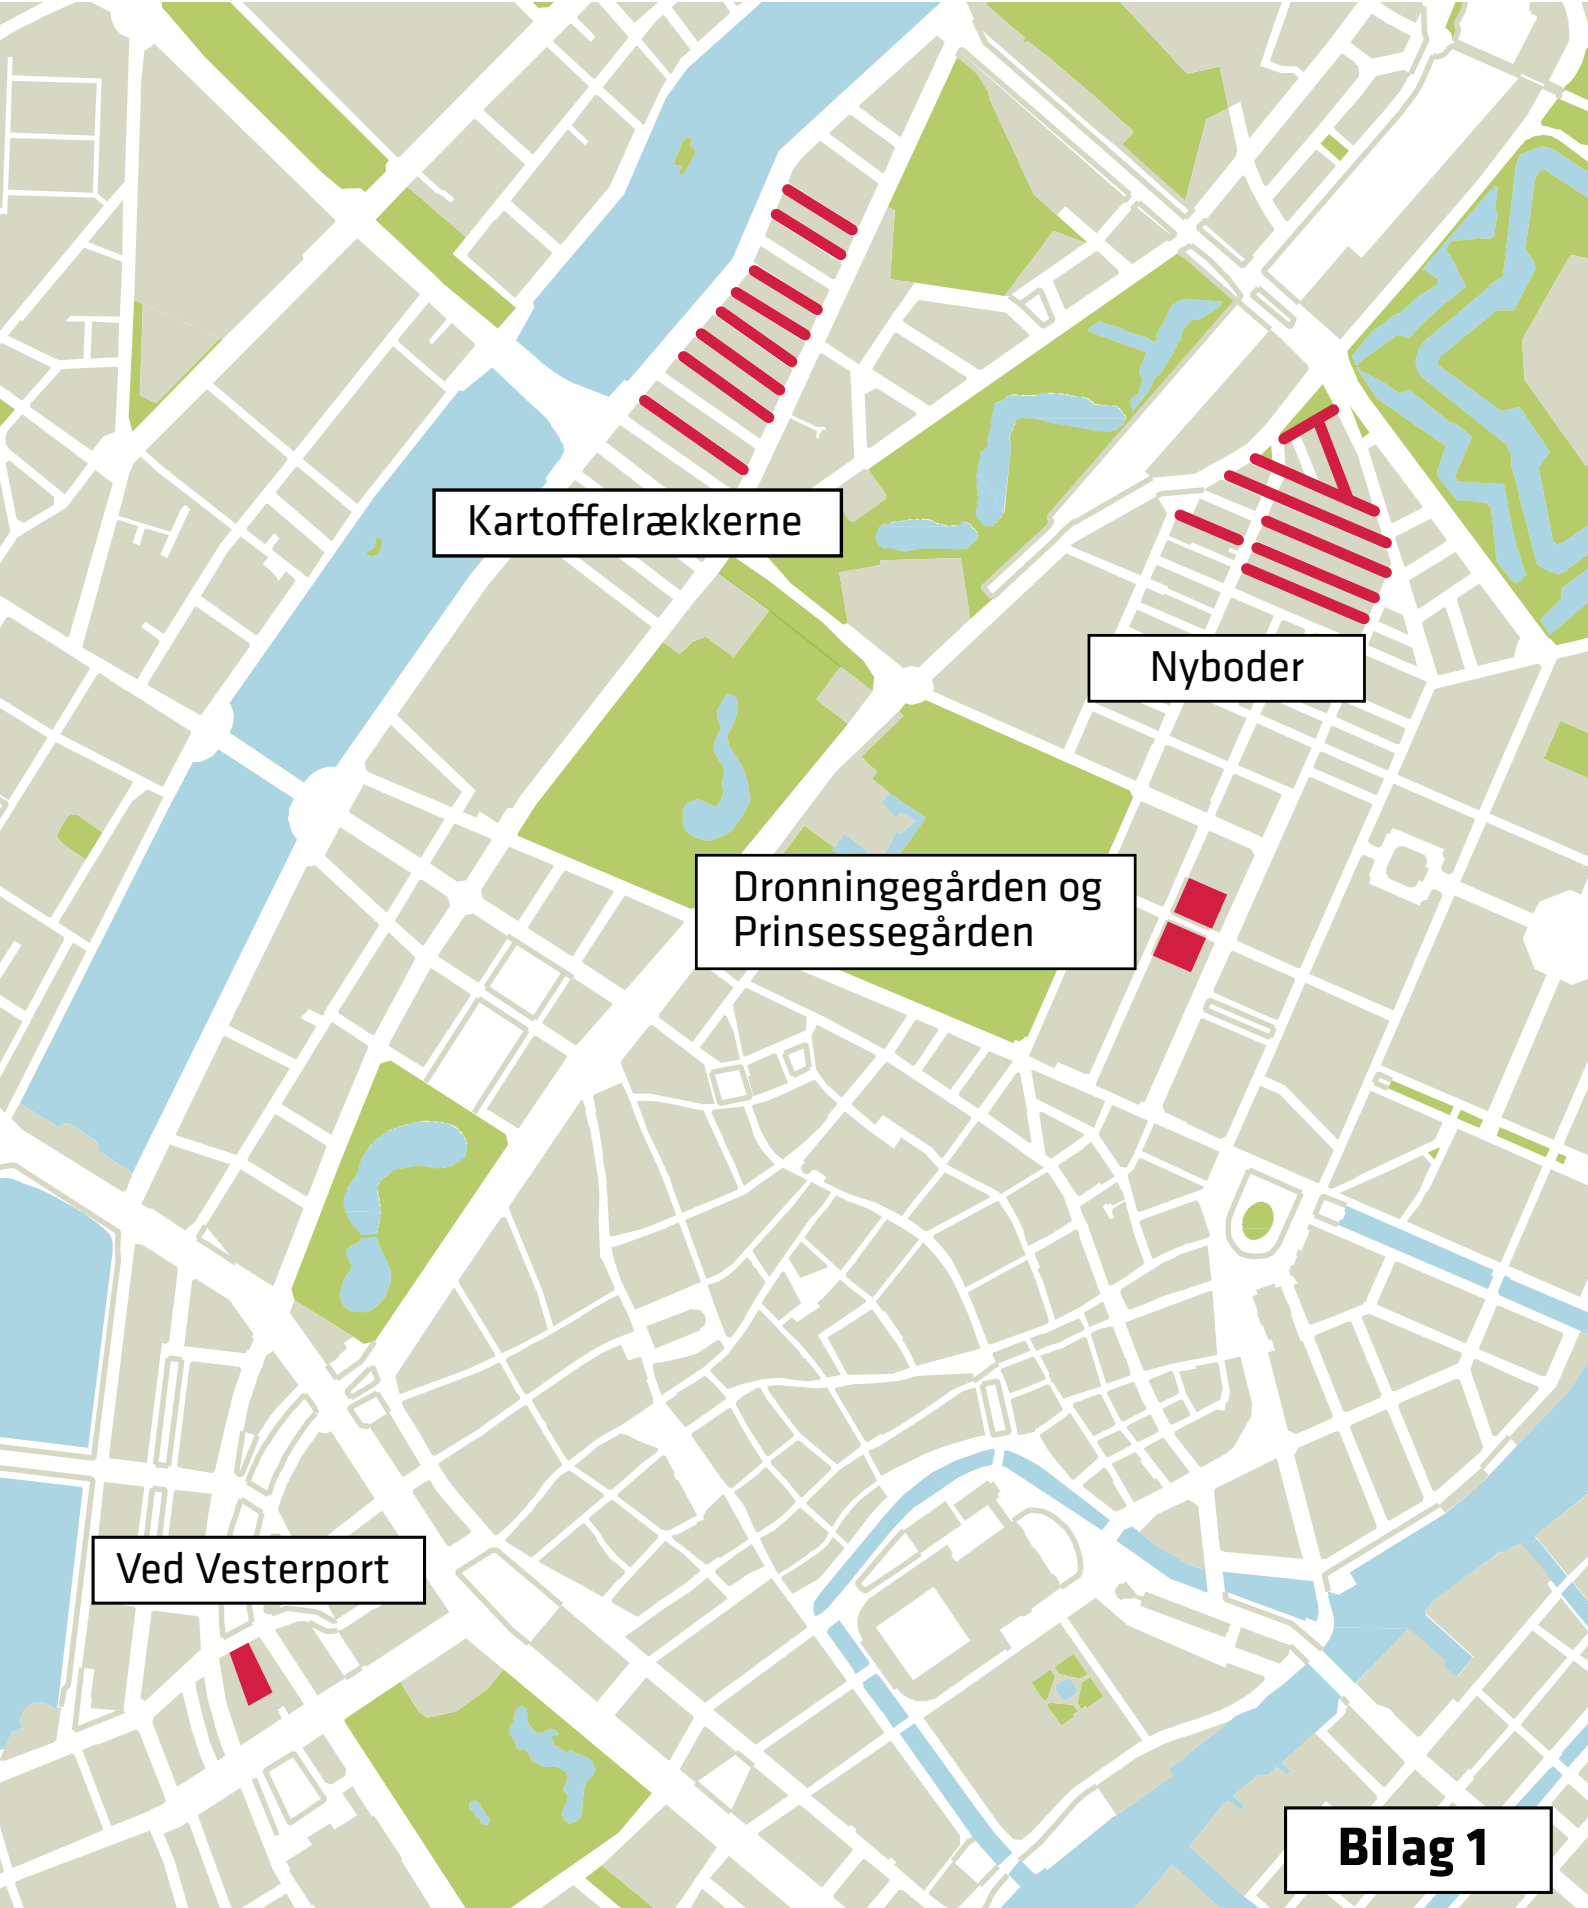 Kartoffelrækkerne
Nyboder
Dronningegården og
Prinsessegården
Ved Vesterport
Bilag 1